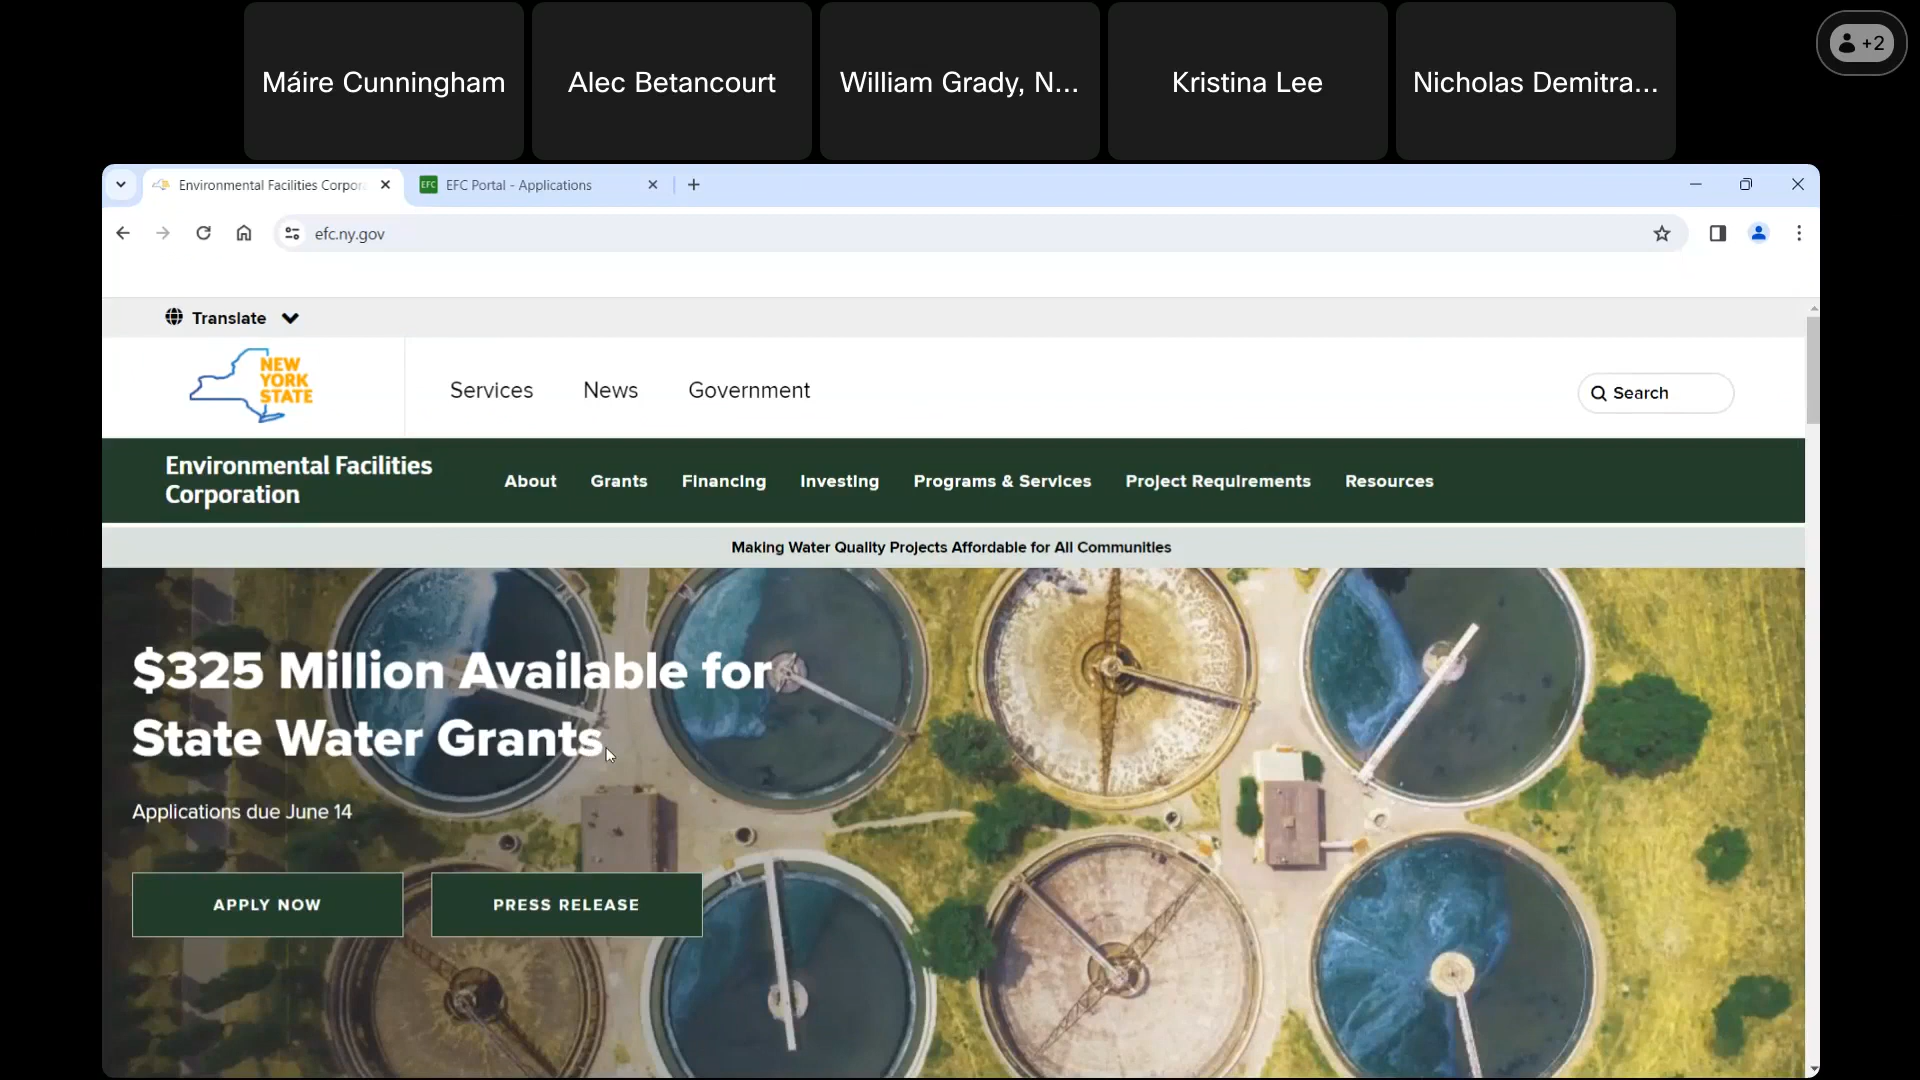 Máire Cunningham
Alec Betancourt
William Grady, N...
Kristina Lee
Nicholas Demitra...
+2
Environmental Facilities Corpor
EFC
EFC Portal - Applications
efc.ny.gov
Translate
NEW
YORK
STATE
Services
News
Government
Search
Environmental Facilities
Corporation
About
Grants
Financing
Investing
Programs & Services
Project Requirements
Resources
Making Water Quality Projects Affordable for All Communities
$325 Million Available for
State Water Grants
Applications due June 14
APPLY NOW
PRESS RELEASE